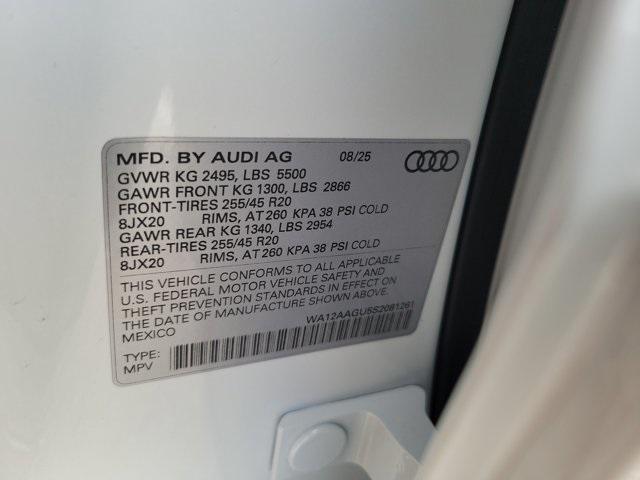 MFD. BY AUDI AG 08/25
GVWR KG 2495, LBS 5500
GAWR FRONT KG 1300, LBS 2866
FRONT-TIRES 255/45 R20
8JX20 RIMS, AT 260 KPA 38 PSI COLD
GAWR REAR KG 1340, LBS 2954
REAR-TIRES 255/45 R20
8JX20 RIMS, AT 260 KPA 38 PSI COLD
THIS VEHICLE CONFORMS TO ALL APPLICABLE
U.S. FEDERAL MOTOR VEHICLE SAFETY AND
THEFT PREVENTION STANDARDS IN EFFECT ON
THE DATE OF MANUFACTURE SHOWN ABOVE.
MEXICO WA12AAGU5S2081261
TYPE:
MPV